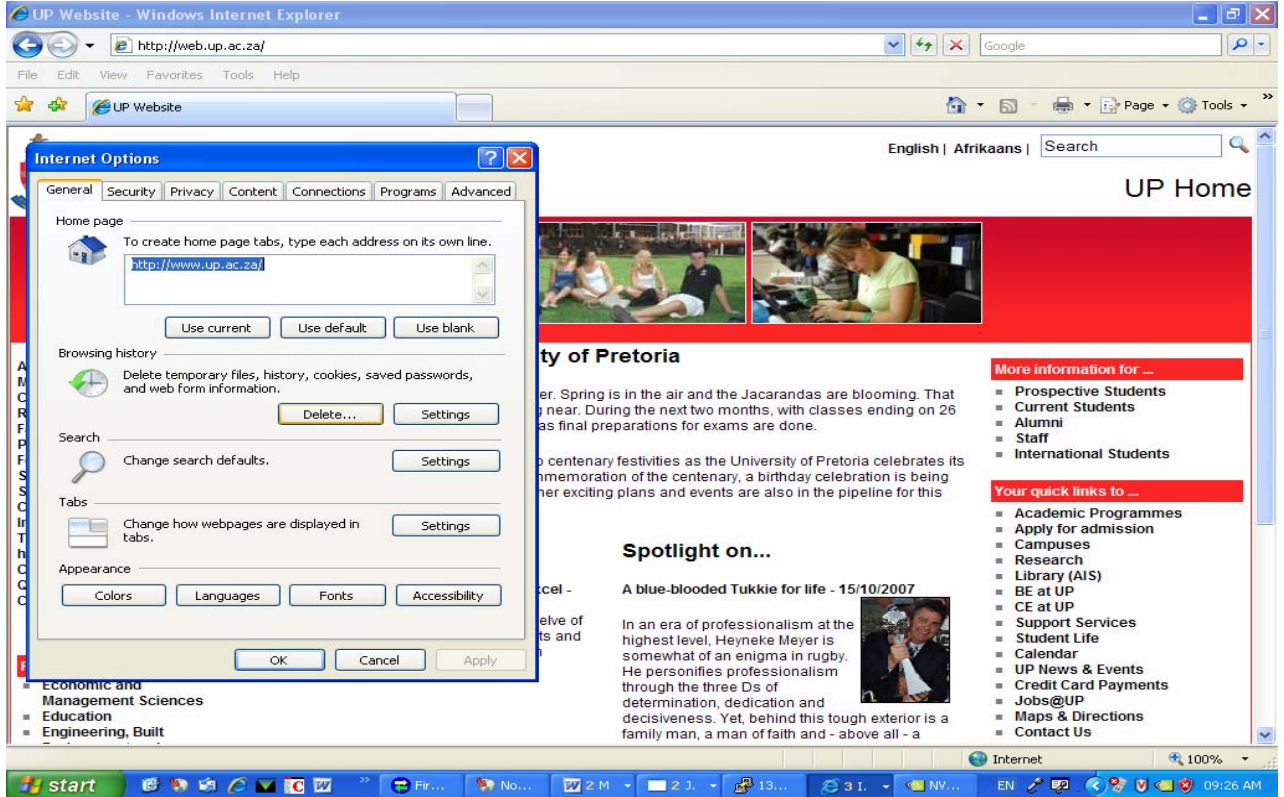 UP Website - Windows Internet Explorer
http://web.up.ac.za/
Google
File Edit View Favorites Tools Help
UP Website
Page Tools »
English | Afrikaans | Search
UP Home
Internet Options
General Security Privacy Content Connections Programs Advanced
Home page
To create home page tabs, type each address on its own line.
http://www.up.ac.za/
Use current Use default Use blank
Browsing history
Delete temporary files, history, cookies, saved passwords,
and web form information.
Delete... Settings
Search
Change search defaults.
Settings
Tabs
Change how webpages are displayed in
tabs.
Settings
Appearance
Colors Languages Fonts Accessibility
OK Cancel Apply
ty of Pretoria
er. Spring is in the air and the Jacarandas are blooming. That
near. During the next two months, with classes ending on 26
as final preparations for exams are done.
centenary festivities as the University of Pretoria celebrates its
memoration of the centenary, a birthday celebration is being
her exciting plans and events are also in the pipeline for this
xcel -
elve of
ts and
Spotlight on...
A blue-blooded Tukkie for life - 15/10/2007
In an era of professionalism at the
highest level, Heyneke Meyer is
somewhat of an enigma in rugby.
He personifies professionalism
through the three Ds of
determination, dedication and
decisiveness. Yet, behind this tough exterior is a
family man, a man of faith and - above all - a
More information for ...
Prospective Students
Current Students
Alumni
Staff
International Students
Your quick links to ...
Academic Programmes
Apply for admission
Campuses
Research
Library (AIS)
BE at UP
CE at UP
Support Services
Student Life
Calendar
UP News & Events
Credit Card Payments
Jobs@UP
Maps & Directions
Contact Us
Economic and
Management Sciences
Education
Engineering, Built
Internet 100%
start » Fir... No... 2 M 2 J. 13... 3 I. NV... EN 09:26 AM